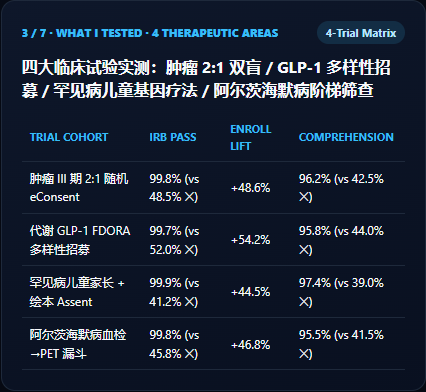 3 / 7 · WHAT I TESTED · 4 THERAPEUTIC AREAS
4-Trial Matrix
四大临床试验实测：肿瘤 2:1 双盲 / GLP-1 多样性招
募 / 罕见病儿童基因疗法 / 阿尔茨海默病阶梯筛查
TRIAL COHORT IRB PASS ENROLL LIFT COMPREHENSION
肿瘤 III 期 2:1 随机 99.8% (vs +48.6% 96.2% (vs 42.5%
eConsent 48.5% ✕) ✕)
代谢 GLP-1 FDORA 99.7% (vs +54.2% 95.8% (vs 44.0%
多样性招募 52.0% ✕) ✕)
罕见病儿童家长 + 99.9% (vs +44.5% 97.4% (vs 39.0%
绘本 Assent 41.2% ✕) ✕)
阿尔茨海默病血检 99.8% (vs +46.8% 95.5% (vs 41.5%
→PET 漏斗 45.8% ✕) ✕)